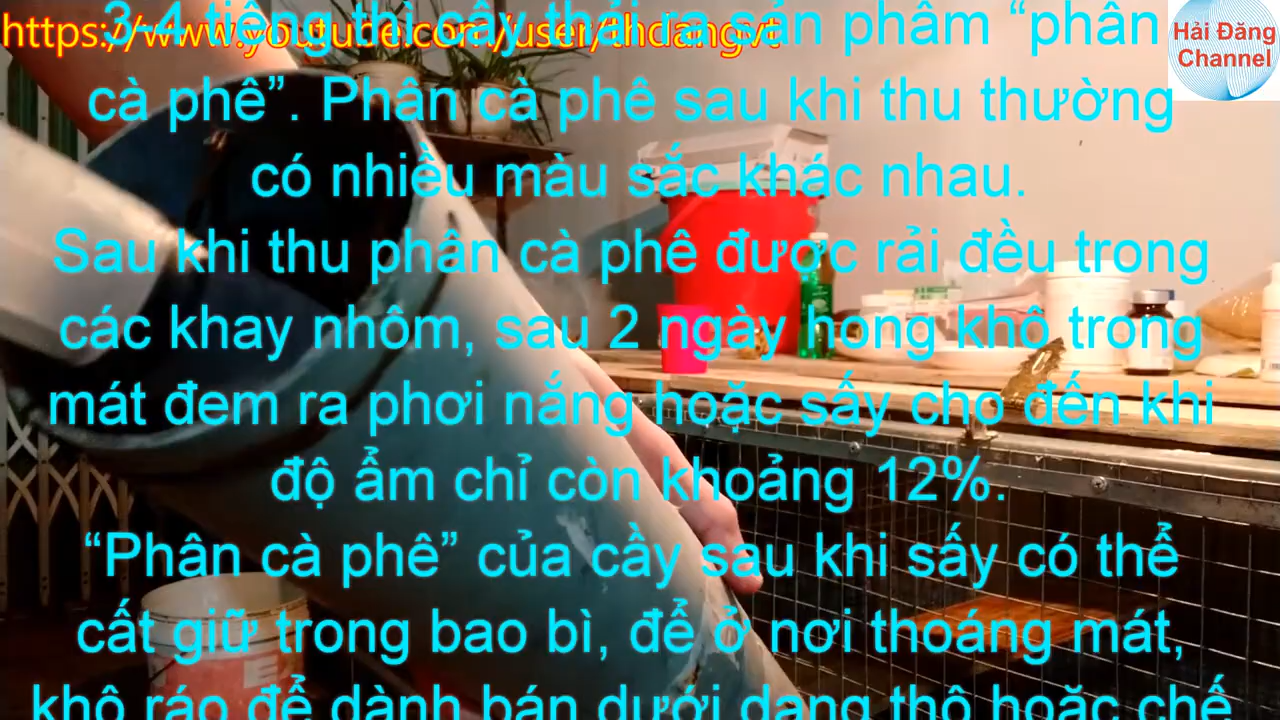 3-4 tiếng thì cầy thải ra sản phẩm “phân
https://www.youtube.com/user/thdangvt
Hải Đăng
Channel
cà phê”. Phân cà phê sau khi thu thường
có nhiều màu sắc khác nhau.
Sau khi thu phân cà phê được rải đều trong
các khay nhôm, sau 2 ngày hong khô trong
mát đem ra phơi nắng hoặc sấy cho đến khi
độ ẩm chỉ còn khoảng 12%.
“Phân cà phê” của cầy sau khi sấy có thể
cất giữ trong bao bì, để ở nơi thoáng mát,
khô ráo để dành bán dưới dạng thô hoặc chế